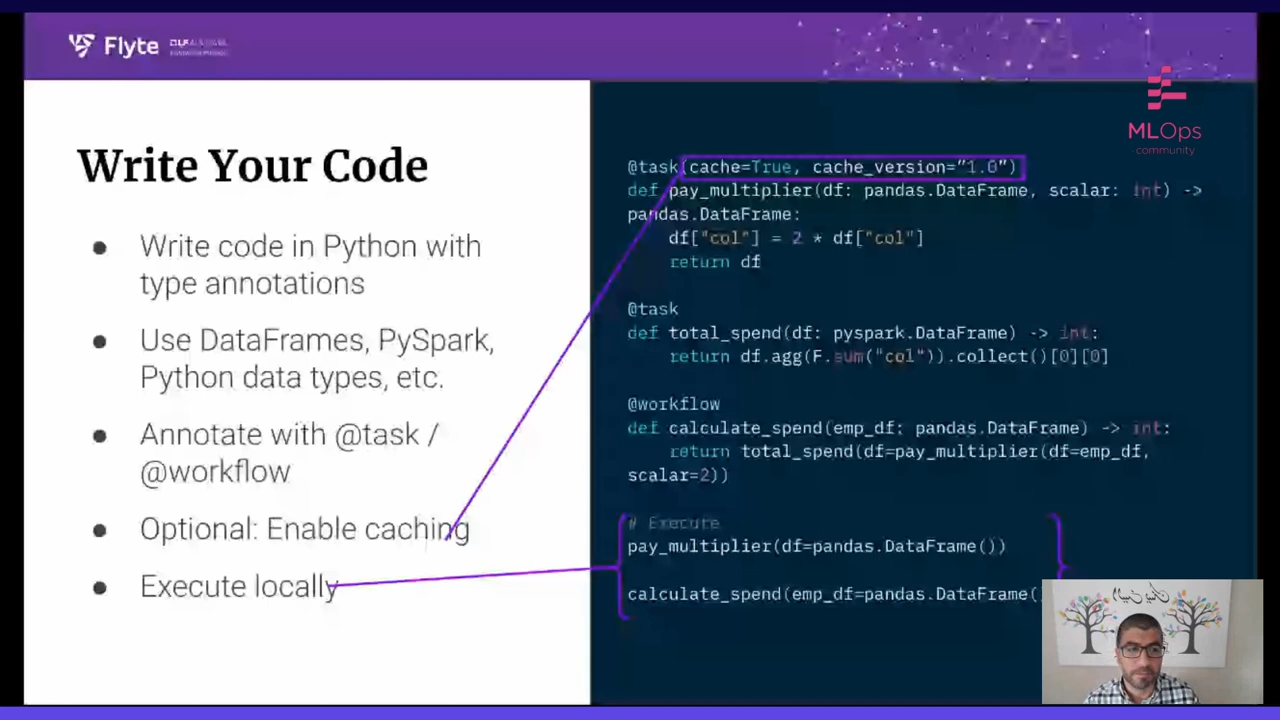 Flyte
MLOps
community
Write Your Code
Write code in Python with
type annotations
Use DataFrames, PySpark,
Python data types, etc.
Annotate with @task /
@workflow
Optional: Enable caching
Execute locally
@task(cache=True, cache_version="1.0")
def pay_multiplier(df: pandas.DataFrame, scalar: int) ->
pandas.DataFrame:
df["col"] = 2 * df["col"]
return df
@task
def total_spend(df: pyspark.DataFrame) -> int:
return df.agg(F.sum("col")).collect()[0][0]
@workflow
def calculate_spend(emp_df: pandas.DataFrame) -> int:
return total_spend(df=pay_multiplier(df=emp_df,
scalar=2))
# Execute
pay_multiplier(df=pandas.DataFrame())
calculate_spend(emp_df=pandas.DataFrame(